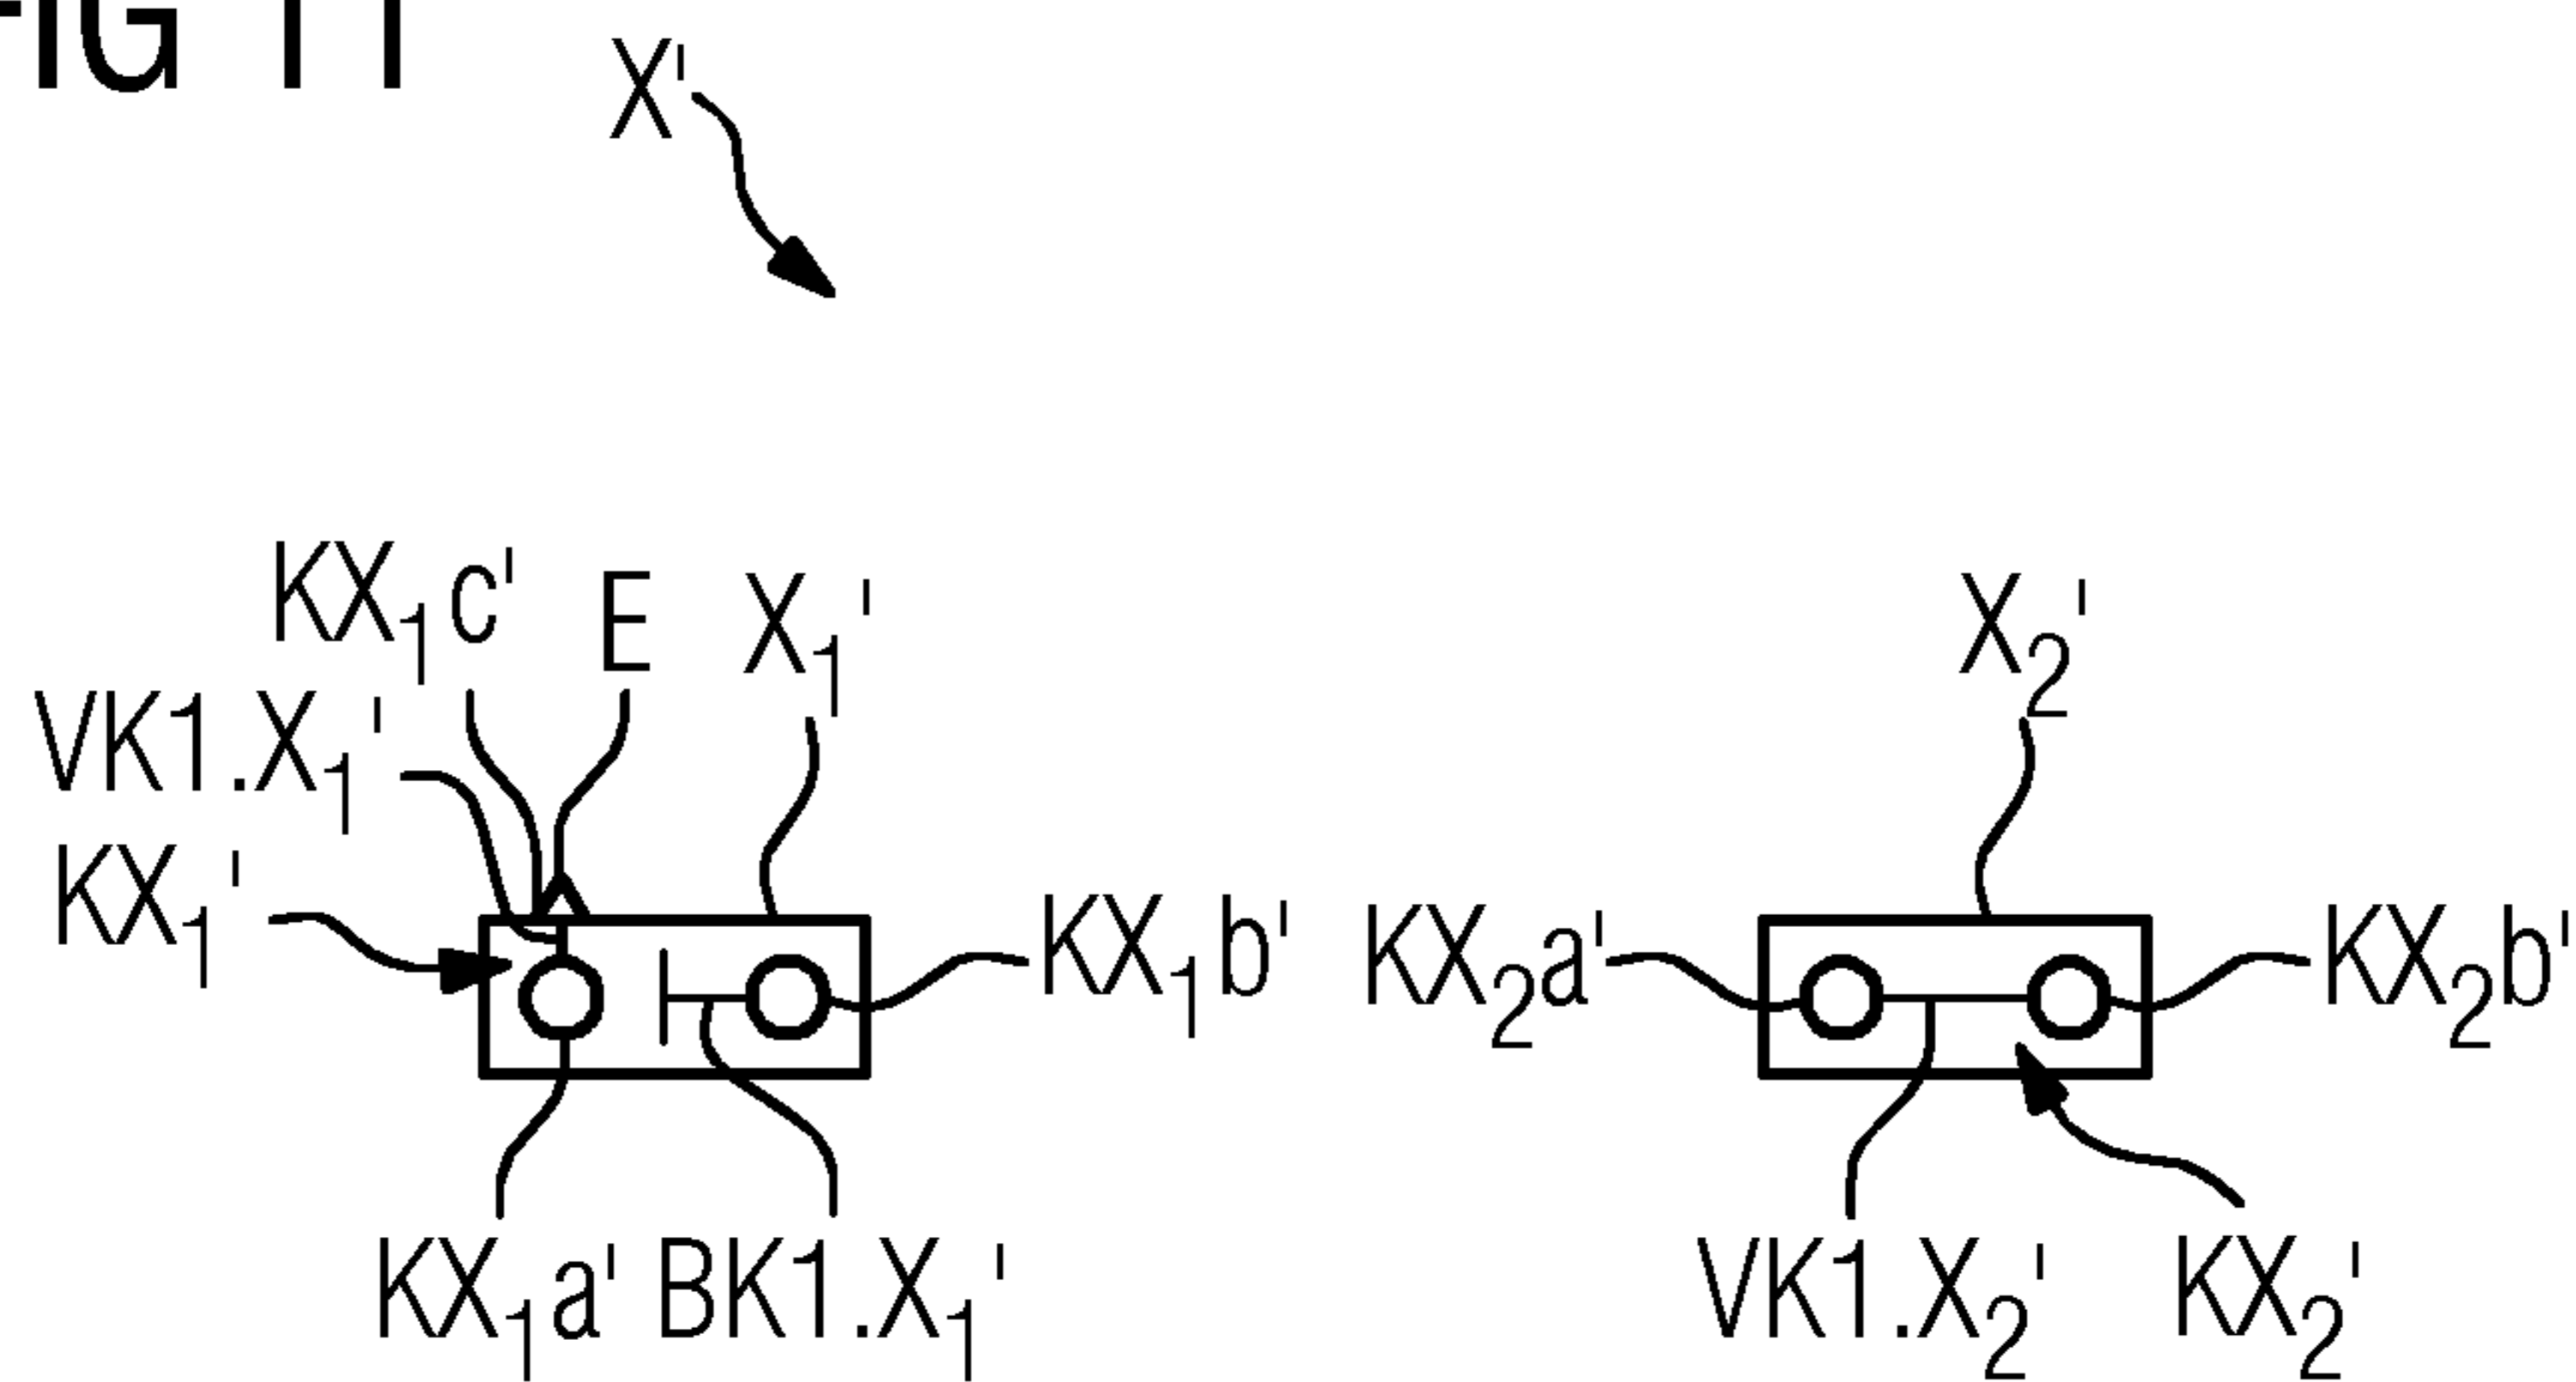 FIG 11
X'
KX₁c' E X₁' X₂'
VK1.X₁'
KX₁'
KX₁b' KX₂a' KX₂b'
KX₁a' BK1.X₁' VK1.X₂' KX₂'